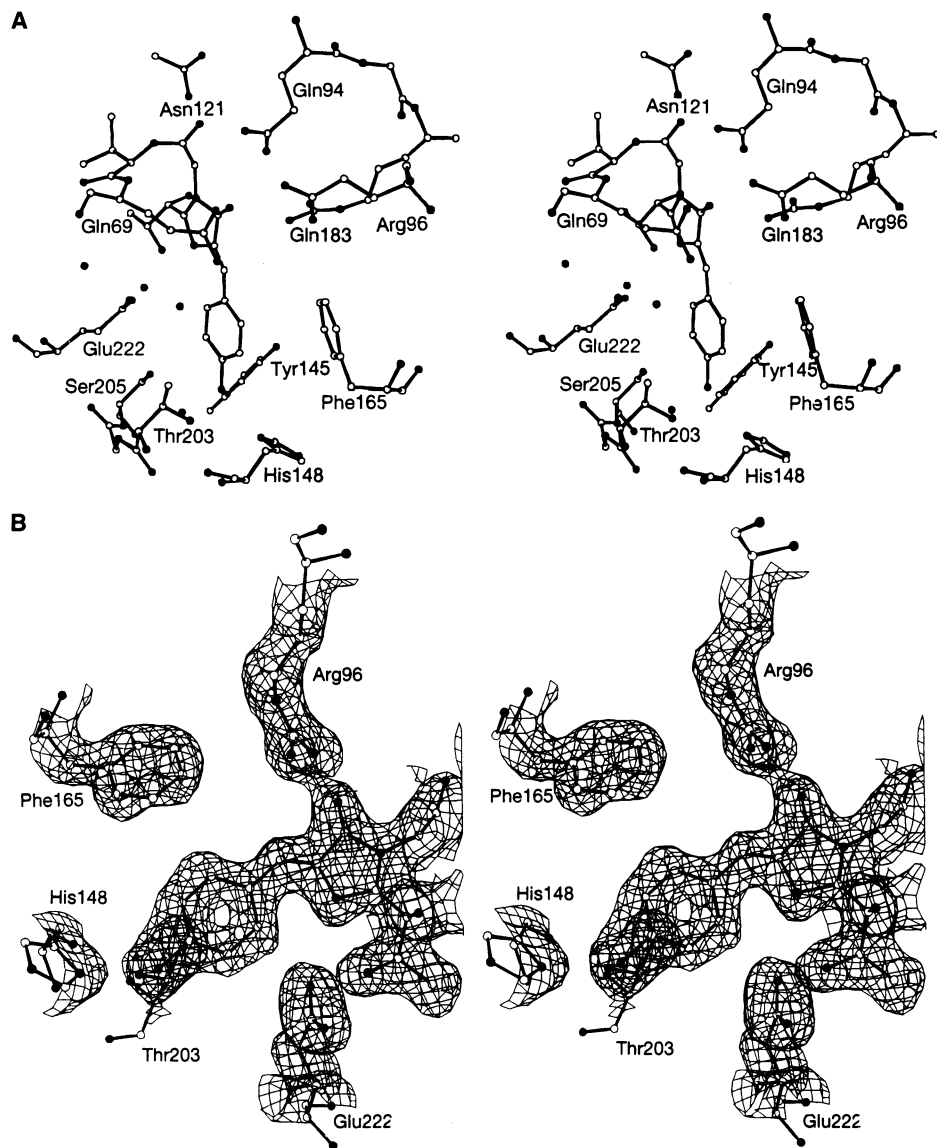 A
Gln94
Gln94
Asn121
Asn121
Gln69
Gln183
Arg96
Gln69
Gln183
Arg96
Glu222
Glu222
Ser205
Tyr145
Phe165
Ser205
Tyr145
Phe165
Thr203
Thr203
His148
His148
B
Arg96
Arg96
Phe165
Phe165
His148
His148
Thr203
Thr203
Glu222
Glu222